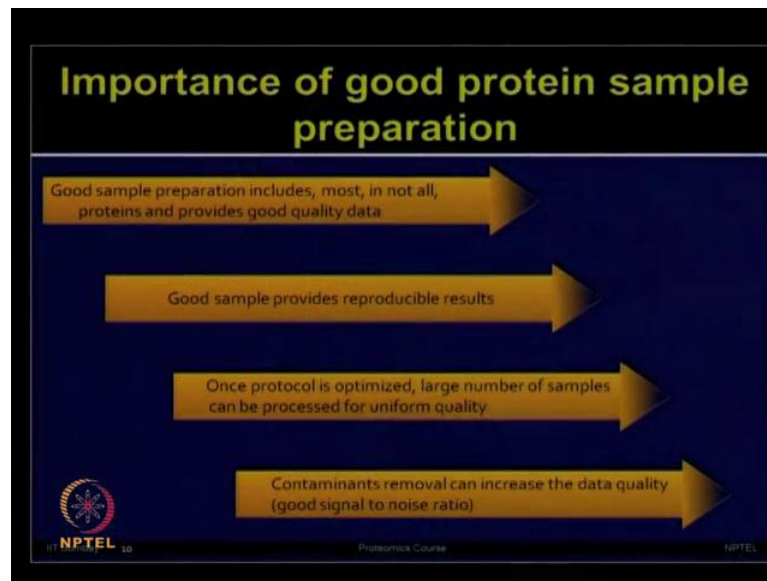 Importance of good protein sample
preparation
Good sample preparation includes, most, in not all,
proteins and provides good quality data
Good sample provides reproducible results
Once protocol is optimized, large number of samples
can be processed for uniform quality
Contaminants removal can increase the data quality
(good signal to noise ratio)
NPTEL
IIT Bombay 10
Proteomics Course
NPTEL